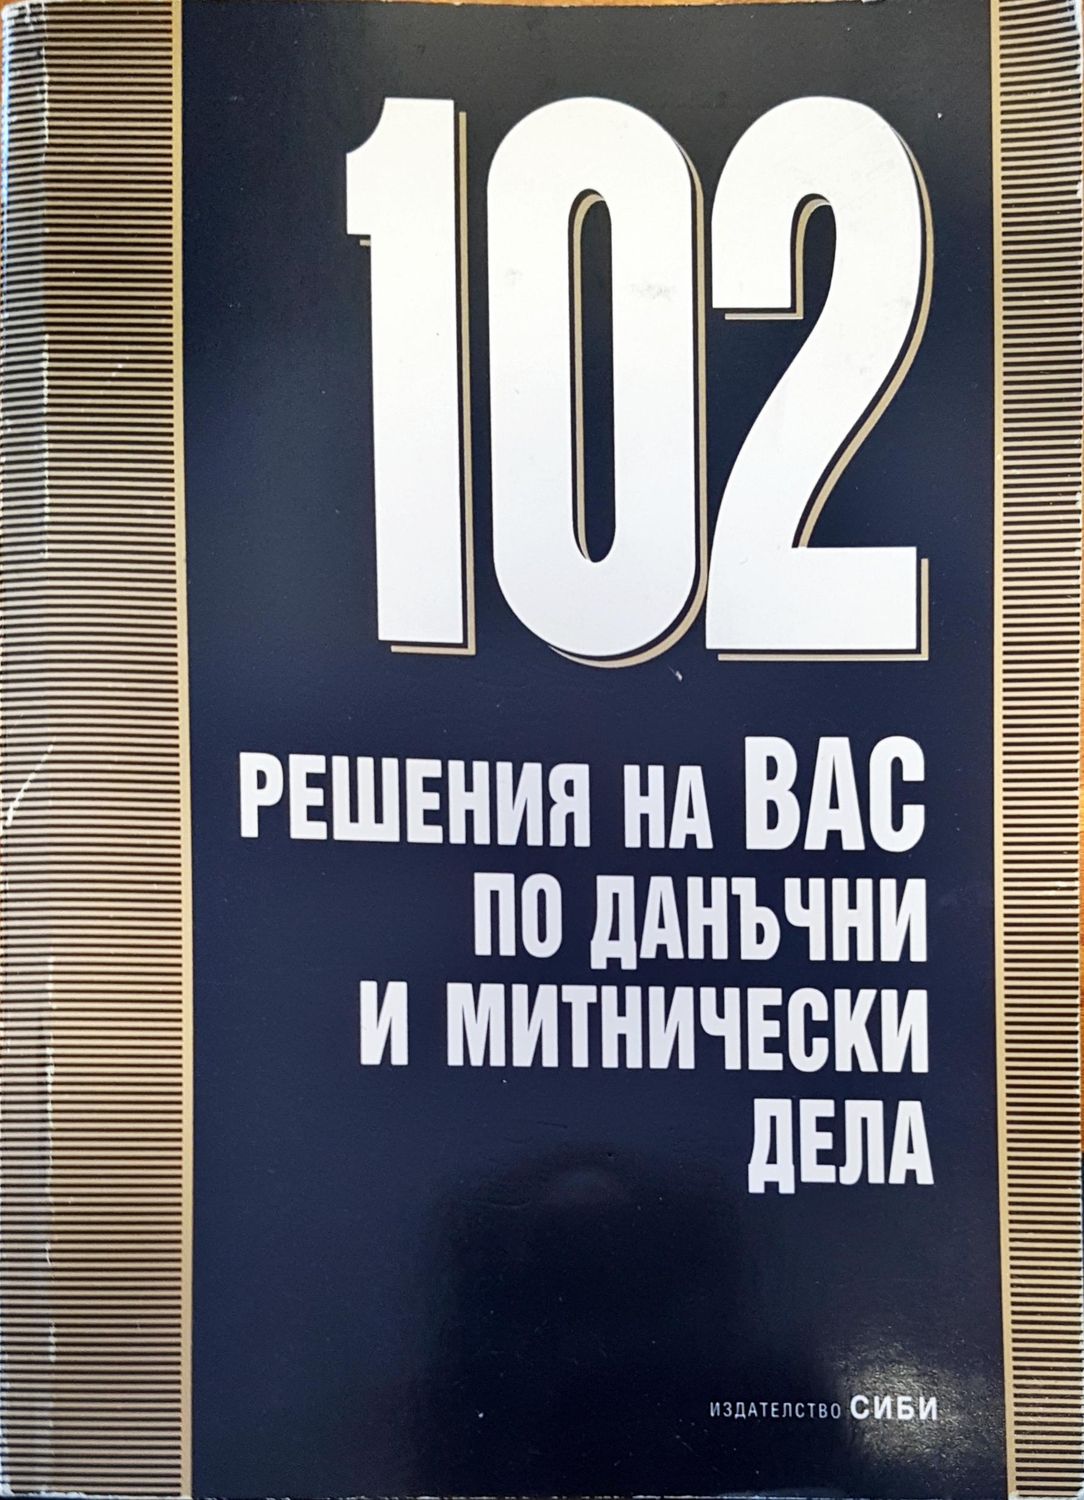 102
РЕШЕНИЯ НА ВАС
ПО ДАНЪЧНИ
И МИТНИЧЕСКИ
ДЕЛА
ИЗДАТЕЛСТВО СИБИ